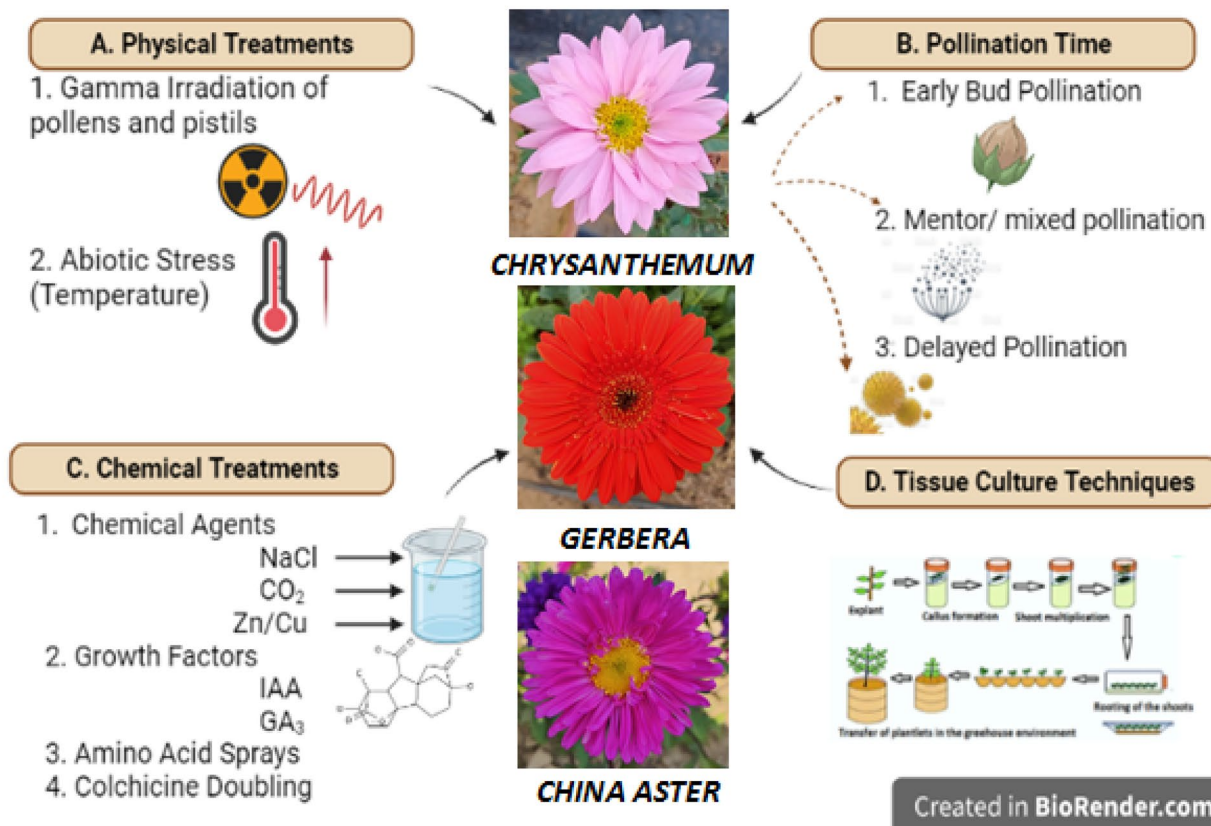 A. Physical Treatments
1. Gamma Irradiation of
pollens and pistils
2. Abiotic Stress
(Temperature)
CHRYSANTHEMUM
B. Pollination Time
1. Early Bud Pollination
2. Mentor/ mixed pollination
3. Delayed Pollination
GERBERA
C. Chemical Treatments
1. Chemical Agents
NaCl
CO₂
Zn/Cu
2. Growth Factors
IAA
GA₃
3. Amino Acid Sprays
4. Colchicine Doubling
CHINA ASTER
D. Tissue Culture Techniques
Explant
Callus formation
Shoot multiplication
Rooting of the shoots
Transfer of plantlets in the greehouse environment
Created in BioRender.com